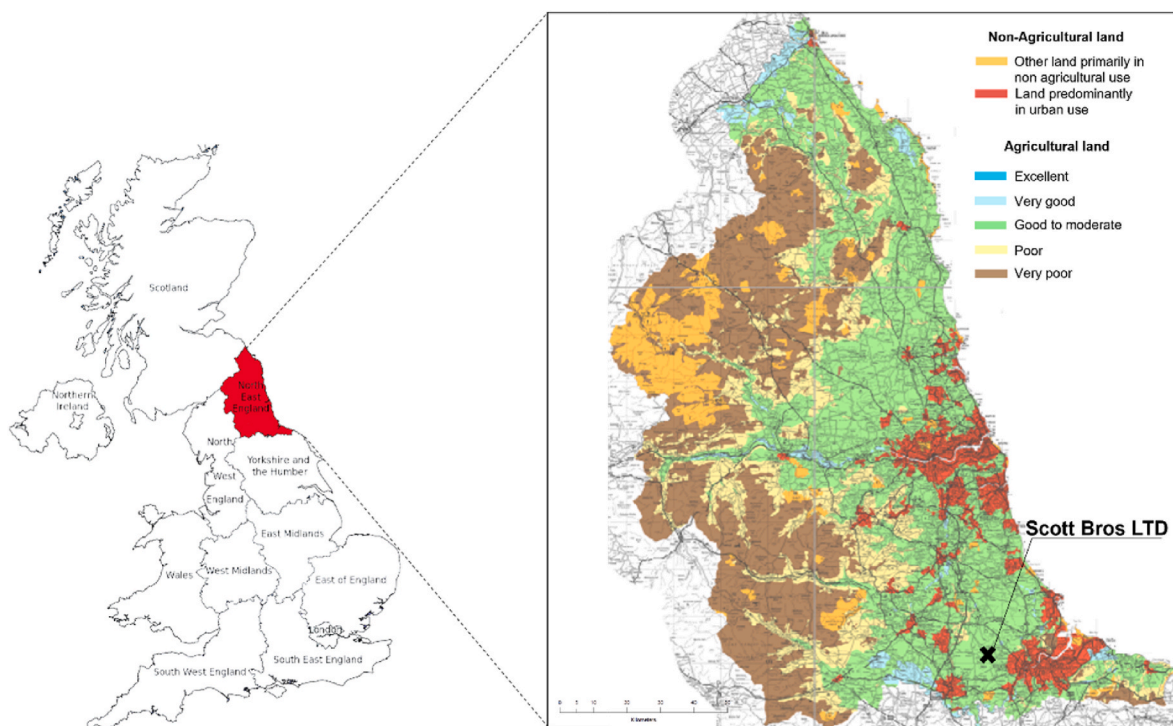 Scotland
Northern
Ireland
North
East
England
North
West
England
Yorkshire and
the Humber
East Midlands
West Midlands
Wales
East of
England
London
South East England
South West England
Non-Agricultural land
Other land primarily in
non agricultural use
Land predominantly
in urban use
Agricultural land
Excellent
Very good
Good to moderate
Poor
Very poor
Scott Bros LTD
Kilometers